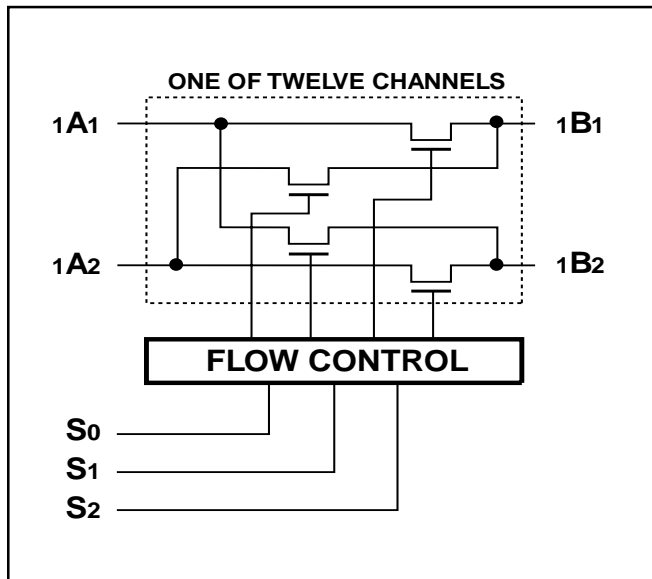 ONE OF TWELVE CHANNELS
1A1
1B1
1A2
1B2
FLOW CONTROL
S0
S1
S2